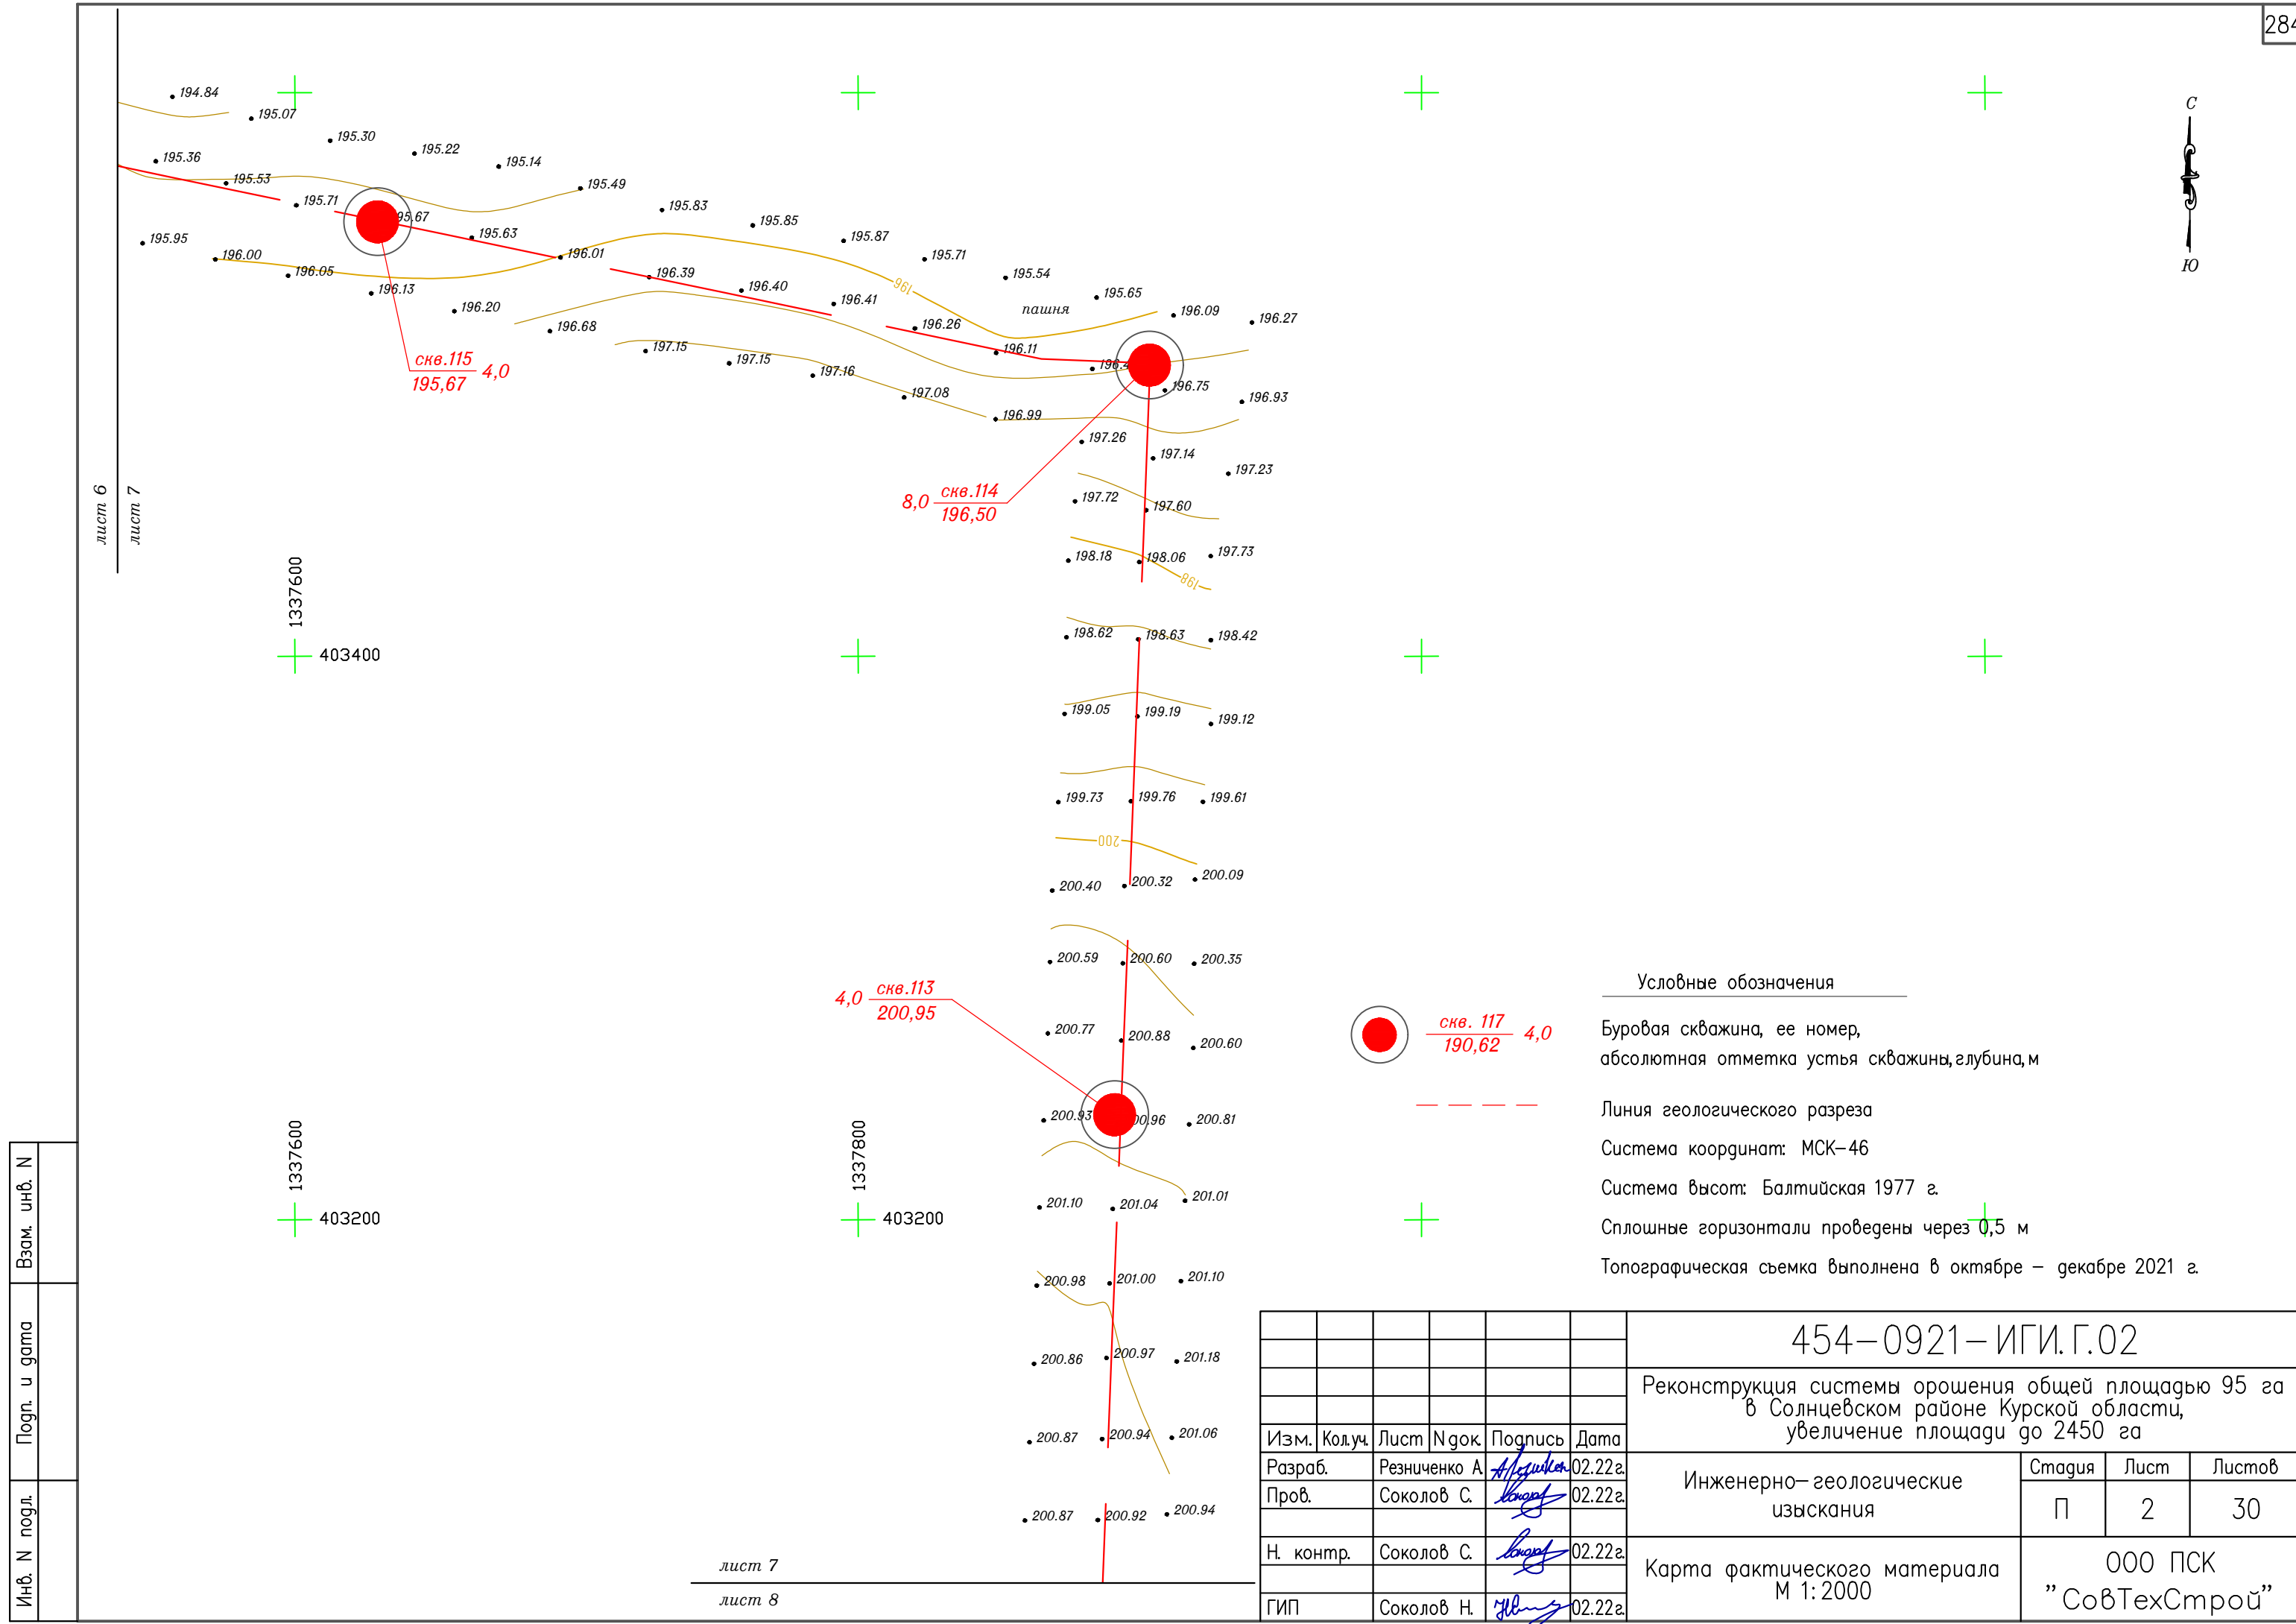 284
194.84
195.07
195.30
195.22
195.14
195.36
195.53
195.71
195.49
195.83
195.85
195.87
195.71
195.54
195.65
196.09
196.27
195.95
196.00
196.05
196.13
196.20
195.63
196.01
196.39
196.40
196.41
196.26
196.11
196
пашня
196.68
197.15
197.15
197.16
197.08
196.99
196.75
196.93
скв.115
195,67
4,0
197.26
197.14
197.23
8,0
скв.114
196,50
197.72
197.60
198.18
198.06
197.73
198
лист 6
лист 7
С
Ю
1337600
403400
198.62
198.63
198.42
199.05
199.19
199.12
199.73
199.76
199.61
200
200.40
200.32
200.09
200.59
200.60
200.35
4,0
скв.113
200,95
200.77
200.88
200.60
200.93
200.81
201.10
201.04
201.01
1337600
403200
1337800
403200
200.98
201.00
201.10
200.86
200.97
201.18
200.87
200.94
201.06
200.87
200.92
200.94
лист 7
лист 8
Условные обозначения
скв. 117
190,62
4,0
Буровая скважина, ее номер,
абсолютная отметка устья скважины,глубина,м
Линия геологического разреза
Система координат: МСК-46
Система высот: Балтийская 1977 г.
Сплошные горизонтали проведены через 0,5 м
Топографическая съемка выполнена в октябре - декабре 2021 г.
Взам. инв. N
Подп. и дата
Инв. N подл.
454-0921-ИГИ.Г.02
Реконструкция системы орошения общей площадью 95 га
в Солнцевском районе Курской области,
увеличение площади до 2450 га
Изм. Кол.уч. Лист N док. Подпись Дата
Разраб. Резниченко А. 02.22г.
Пров. Соколов С. 02.22г.
Н. контр. Соколов С. 02.22г.
ГИП Соколов Н. 02.22г.
Инженерно-геологические
изыскания
Стадия Лист Листов
П 2 30
Карта фактического материала
М 1:2000
ООО ПСК
"СовТехСтрой"